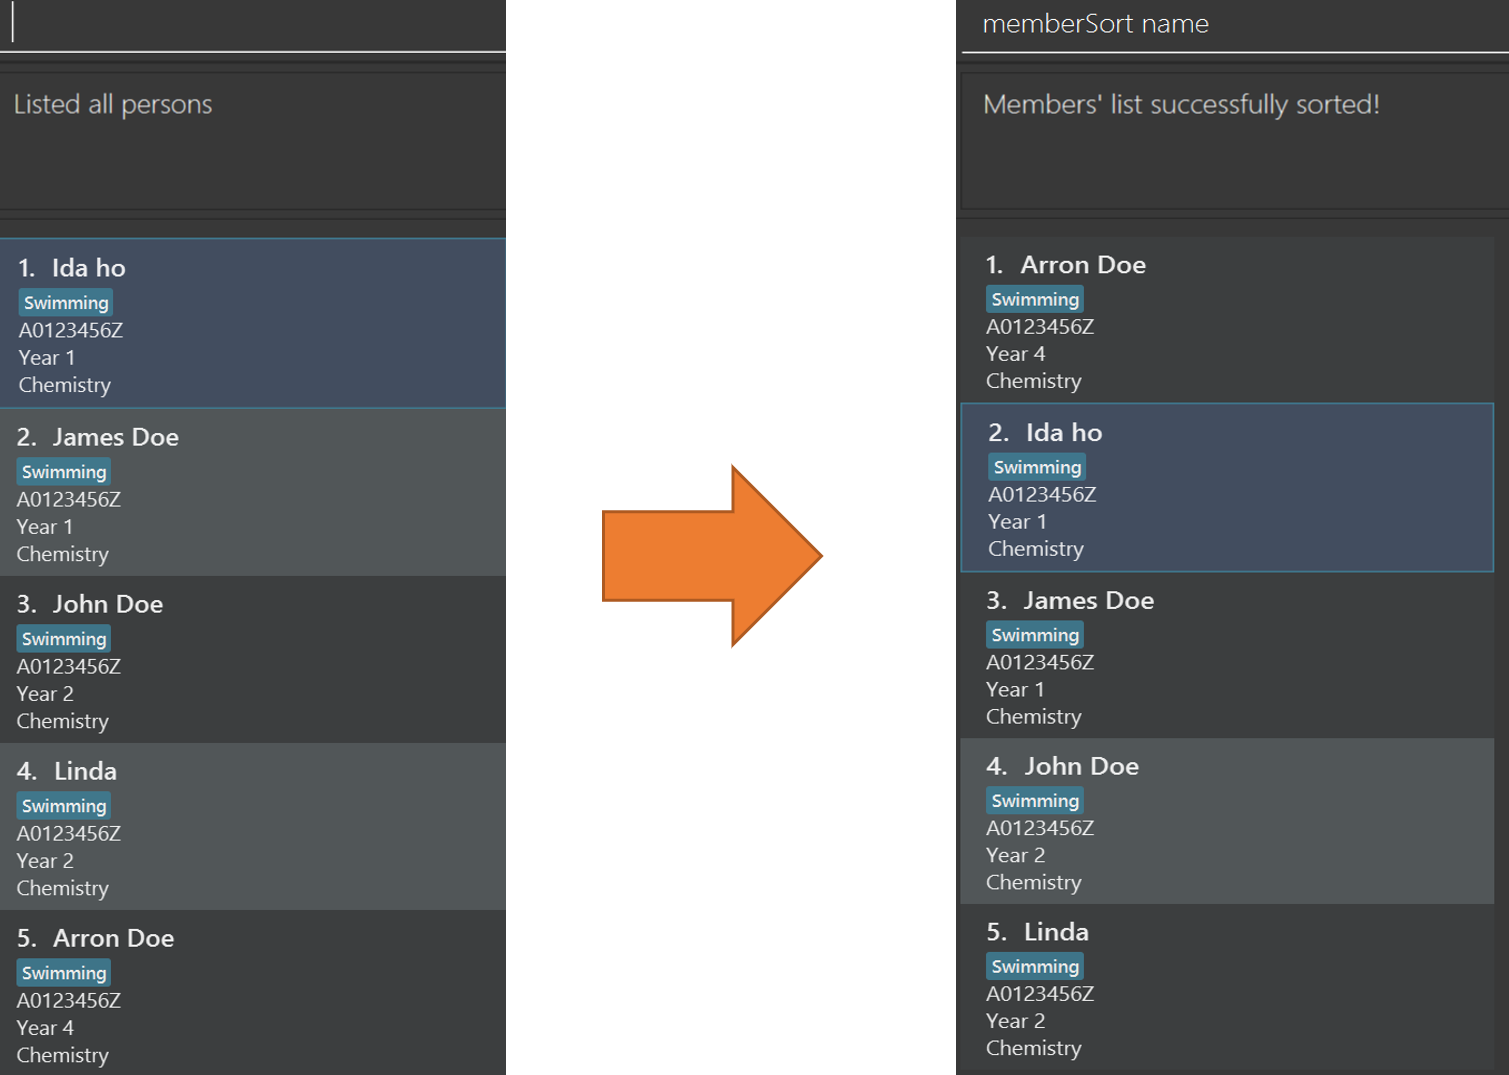 Listed all persons
1. Ida ho
Swimming
A0123456Z
Year 1
Chemistry
2. James Doe
Swimming
A0123456Z
Year 1
Chemistry
3. John Doe
Swimming
A0123456Z
Year 2
Chemistry
4. Linda
Swimming
A0123456Z
Year 2
Chemistry
5. Arron Doe
Swimming
A0123456Z
Year 4
Chemistry
memberSort name
Members' list successfully sorted!
1. Arron Doe
Swimming
A0123456Z
Year 4
Chemistry
2. Ida ho
Swimming
A0123456Z
Year 1
Chemistry
3. James Doe
Swimming
A0123456Z
Year 1
Chemistry
4. John Doe
Swimming
A0123456Z
Year 2
Chemistry
5. Linda
Swimming
A0123456Z
Year 2
Chemistry